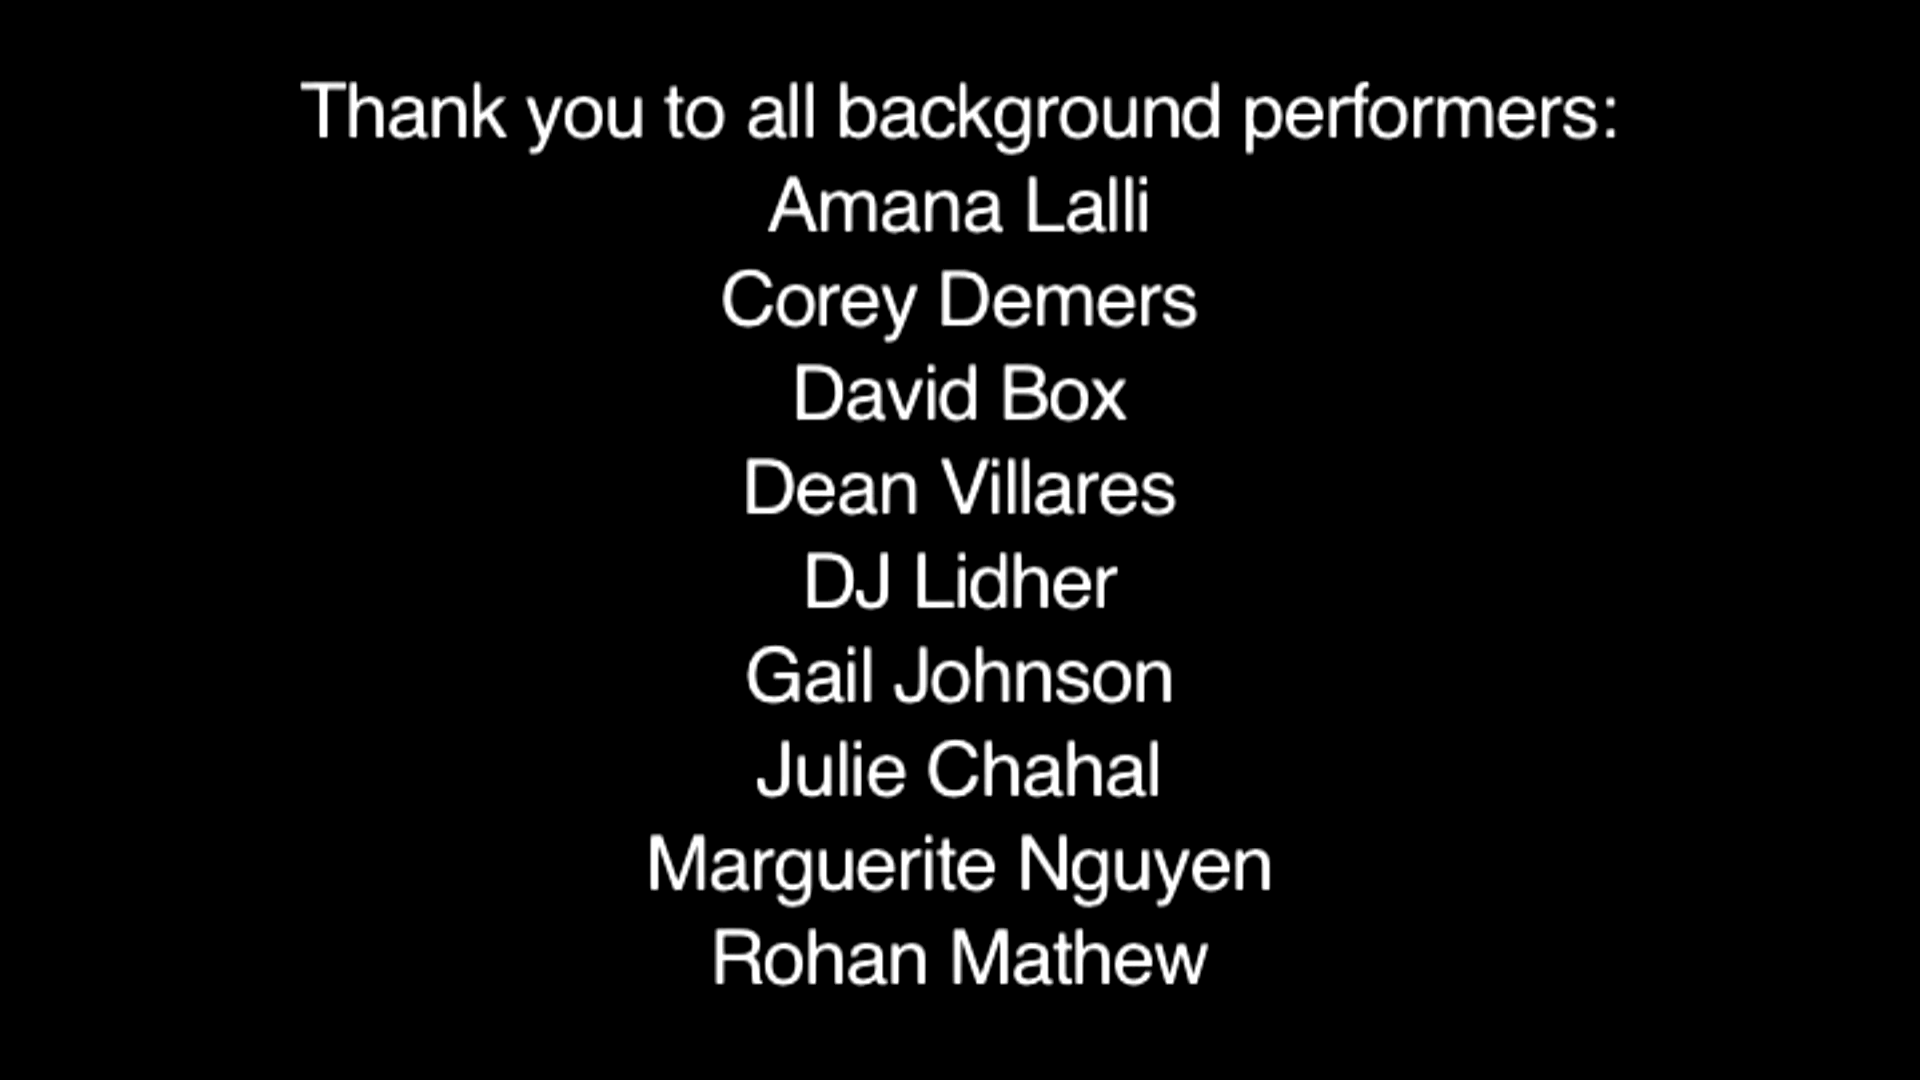 Thank you to all background performers:
Amana Lalli
Corey Demers
David Box
Dean Villares
DJ Lidher
Gail Johnson
Julie Chahal
Marguerite Nguyen
Rohan Mathew